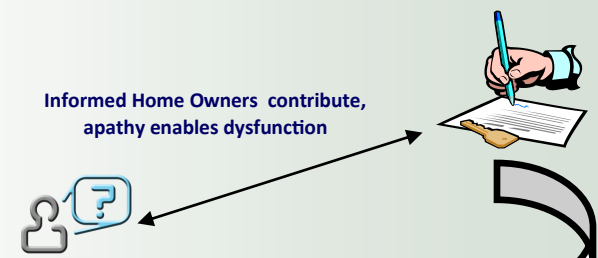 Informed Home Owners contribute,
apathy enables dysfunction
?